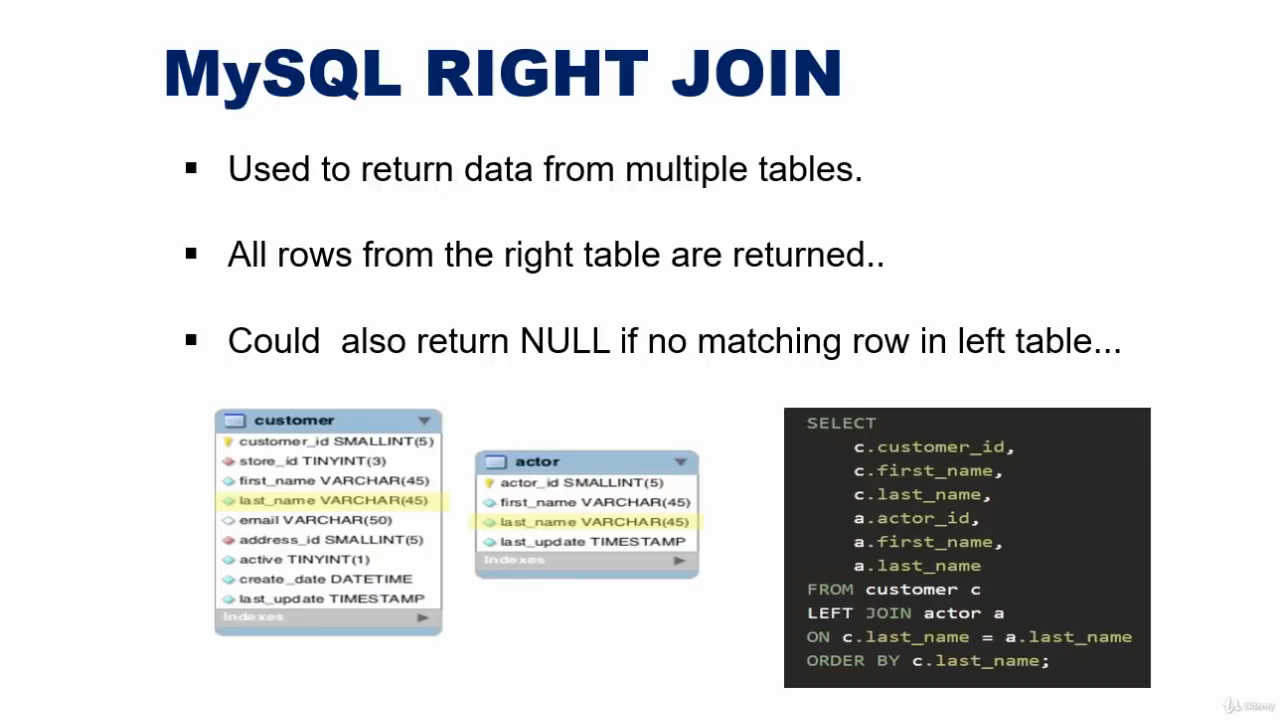 MySQL RIGHT JOIN
▪ Used to return data from multiple tables.
▪ All rows from the right table are returned..
▪ Could  also return NULL if no matching row in left table...
customer
customer_id SMALLINT(5)
store_id TINYINT(3)
first_name VARCHAR(45)
last_name VARCHAR(45)
email VARCHAR(50)
address_id SMALLINT(5)
active TINYINT(1)
create_date DATETIME
last_update TIMESTAMP
Indexes
actor
actor_id SMALLINT(5)
first_name VARCHAR(45)
last_name VARCHAR(45)
last_update TIMESTAMP
Indexes
SELECT
c.customer_id,
c.first_name,
c.last_name,
a.actor_id,
a.first_name,
a.last_name
FROM customer c
LEFT JOIN actor a
ON c.last_name = a.last_name
ORDER BY c.last_name;
Udemy